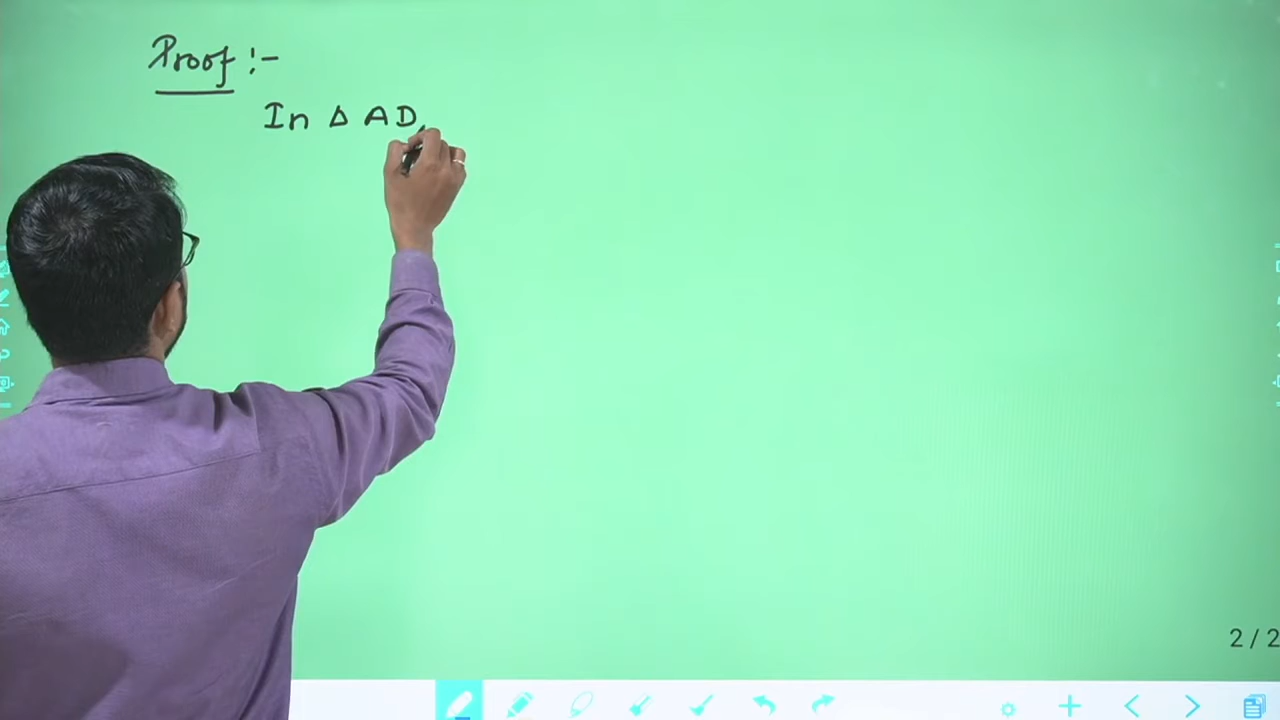 Proof :-
In Δ AD
2 / 2